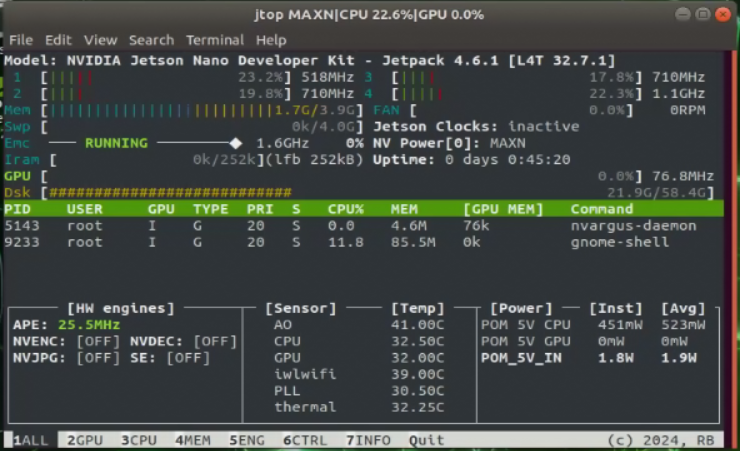 jtop MAXN|CPU 22.6%|GPU 0.0%
File Edit View Search Terminal Help
Model: NVIDIA Jetson Nano Developer Kit - Jetpack 4.6.1 [L4T 32.7.1]
1 [|||||| 23.2%] 518MHz 3 [|||| 17.8%] 710MHz
2 [||||| 19.8%] 710MHz 4 [||||| 22.3%] 1.1GHz
Mem [|||||||||||||||||||||||||||1.7G/3.9G] FAN [ 0.0%] 0RPM
Swp [ 0k/4.0G] Jetson Clocks: inactive
Emc RUNNING 1.6GHz 0% NV Power[0]: MAXN
Iram [ 0k/252k](lfb 252kB) Uptime: 0 days 0:45:20
GPU [ 0.0%] 76.8MHz
Dsk [########################### 21.9G/58.4G]
PID USER GPU TYPE PRI S CPU% MEM [GPU MEM] Command
5143 root I G 20 S 0.0 4.6M 76k nvargus-daemon
9233 root I G 20 S 11.8 85.5M 0k gnome-shell
[HW engines] [Sensor] [Temp] [Power] [Inst] [Avg]
APE: 25.5MHz AO 41.00C POM 5V CPU 451mW 523mW
NVENC: [OFF] NVDEC: [OFF] CPU 32.50C POM 5V GPU 0mW 0mW
NVJPG: [OFF] SE: [OFF] GPU 32.00C POM_5V_IN 1.8W 1.9W
iwlwifi 39.00C
PLL 30.50C
thermal 32.25C
1ALL 2GPU 3CPU 4MEM 5ENG 6CTRL 7INFO Quit (c) 2024, RB